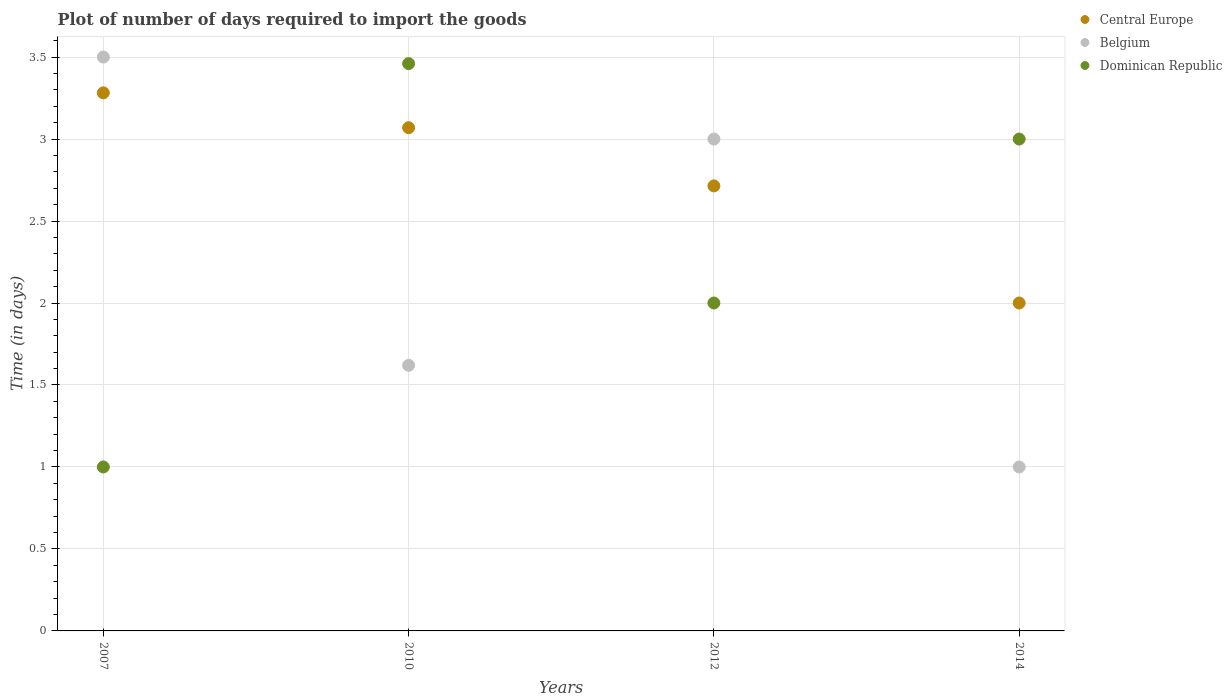 Plot of number of days required to import the goods
Central Europe
Belgium
Dominican Republic
Time (in days)
3.5
3
2.5
2
1.5
1
0.5
0
2007
2010
2012
2014
Years